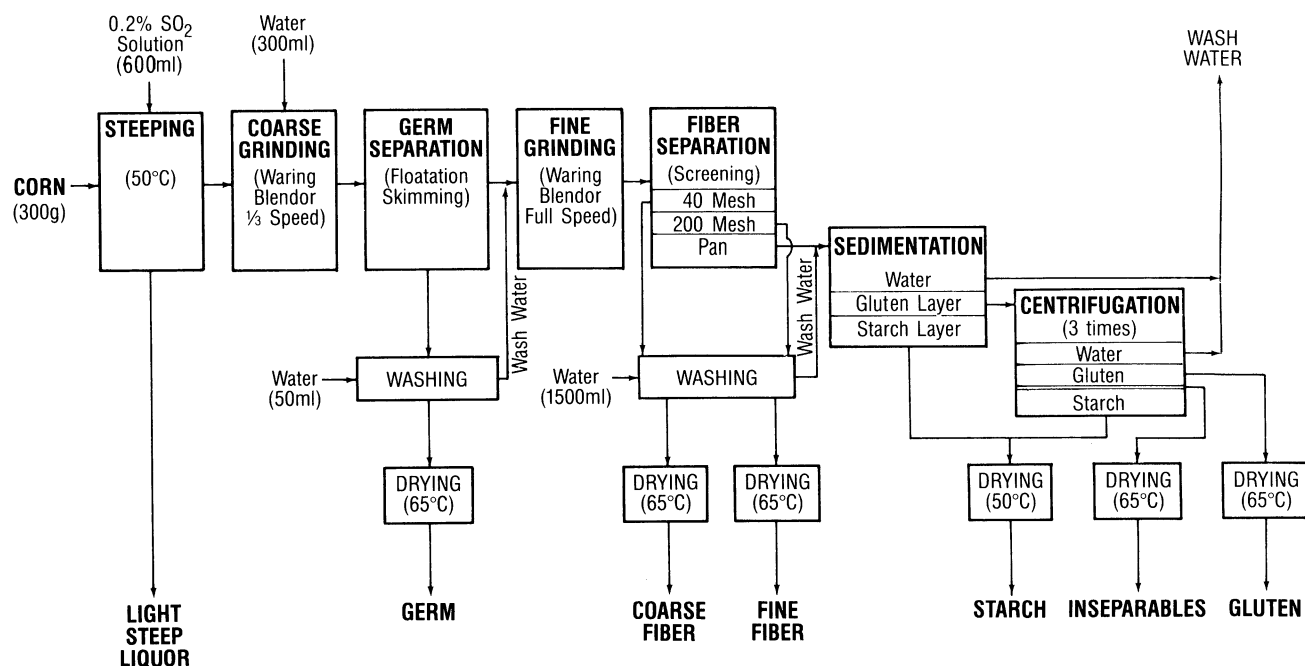 0.2% SO2
Solution
(600ml)
Water
(300ml)
WASH
WATER
STEEPING
(50°C)
COARSE
GRINDING
(Waring
Blendor
⅓ Speed)
GERM
SEPARATION
(Floatation
Skimming)
FINE
GRINDING
(Waring
Blendor
Full Speed)
FIBER
SEPARATION
(Screening)
40 Mesh
200 Mesh
Pan
CORN
(300g)
SEDIMENTATION
Water
Gluten Layer
Starch Layer
CENTRIFUGATION
(3 times)
Water
Gluten
Starch
Wash Water
Wash Water
Water
(50ml)
WASHING
Water
(1500ml)
WASHING
DRYING
(65°C)
DRYING
(65°C)
DRYING
(65°C)
DRYING
(50°C)
DRYING
(65°C)
DRYING
(65°C)
LIGHT
STEEP
LIQUOR
GERM
COARSE
FIBER
FINE
FIBER
STARCH
INSEPARABLES
GLUTEN